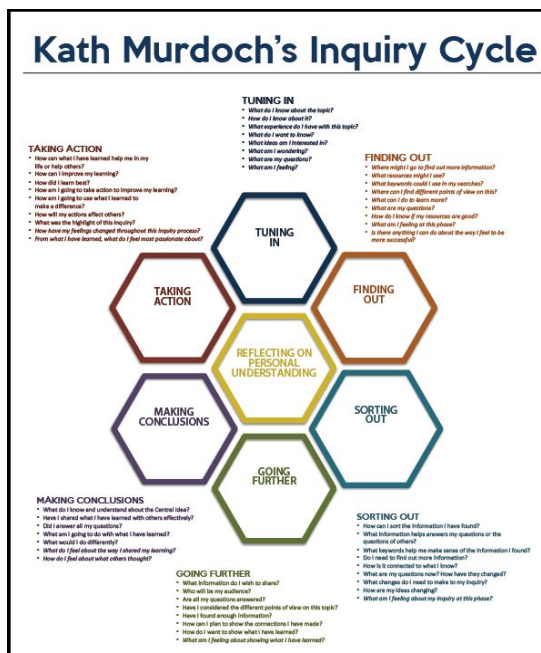 Kath Murdoch's Inquiry Cycle
TUNING IN
• What do I know about the topic?
• How do I know about it?
• What experience do I have with this topic?
• What do I want to know?
• What ideas am I interested in?
• What am I wondering?
• What are my questions?
• What am I feeling?
TAKING ACTION
• How can what I have learned help me in my
life or help others?
• How can I improve my learning?
• How did I learn best?
• How am I going to take action to improve my learning?
• How am I going to use what I learned to
make a difference?
• How will my actions affect others?
• What was the highlight of this inquiry?
• How have my feelings changed throughout this inquiry process?
• From what I have learned, what do I feel most passionate about?
FINDING OUT
• Where might I go to find out more information?
• What resources might I use?
• What keywords could I use in my searches?
• Where can I find different points of view on this?
• What can I do to learn more?
• What are my questions?
• How do I know if my resources are good?
• What am I feeling at this phase?
• Is there anything I can do about the way I feel to
be more successful?
TUNING
IN
TAKING
ACTION
FINDING
OUT
REFLECTING ON
PERSONAL
UNDERSTANDING
MAKING
CONCLUSIONS
SORTING
OUT
GOING
FURTHER
MAKING CONCLUSIONS
• What do I know and understand about the Central Idea?
• Have I shared what I have learned with others effectively?
• Did I answer all my questions?
• What am I going to do with what I have learned?
• What would I do differently?
• What do I feel about the way I shared my learning?
• How do I feel about what others thought?
SORTING OUT
• How can I sort the information I have found?
• What information helps answers my questions or the
questions of others?
• What keywords help me make sense of the information I found?
• Do I need to find out more information?
• How is it connected to what I know?
• What are my questions now? How have they changed?
• What changes do I need to make to my inquiry?
• How are my ideas changing?
• What am I feeling about my inquiry at this phase?
GOING FURTHER
• What information do I wish to share?
• Who will be my audience?
• Are all my questions answered?
• Have I considered the different points of view on this topic?
• Have I found enough information?
• How can I plan to show the connections I have made?
• How do I want to show what I have learned?
• What am I feeling about showing what I have learned?